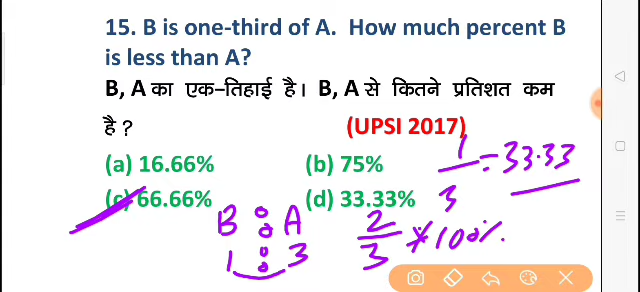 15. B is one-third of A. How much percent B
is less than A?
B, A का एक-तिहाई है। B, A से कितने प्रतिशत कम
है?
(UPSI 2017)
(a) 16.66% (b) 75%
(c) 66.66% (d) 33.33%
1/3 = 33.33
B : A
1 : 3
2/3 * 100%